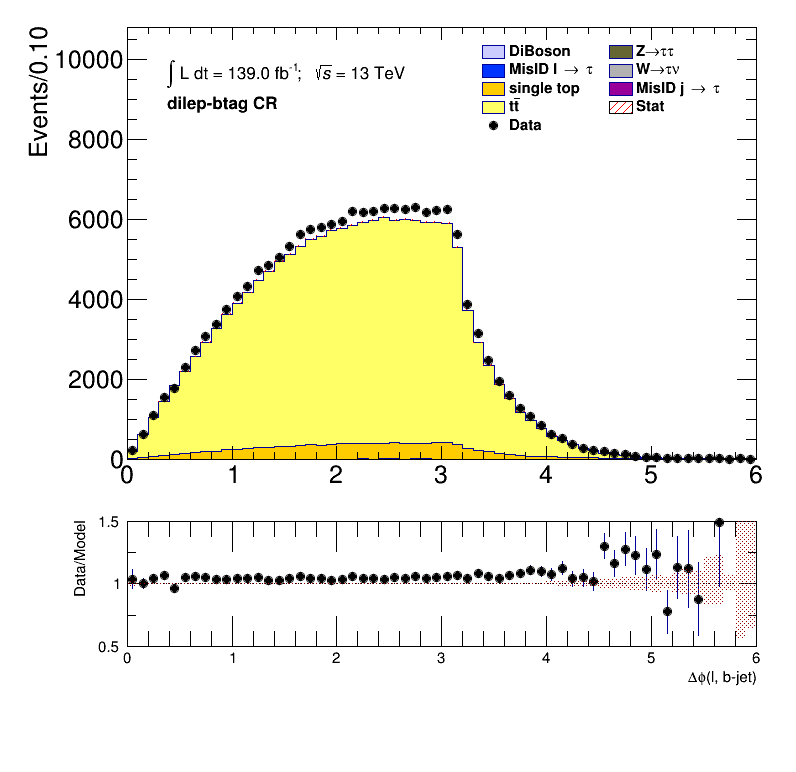 Events/0.10
10000
8000
6000
4000
2000
0
∫ L dt = 139.0 fb⁻¹; √s = 13 TeV
dilep-btag CR
DiBoson
MisID l → τ
single top
tt̄
Data
Z→ττ
W→τν
MisID j → τ
Stat
0 1 2 3 4 5 6
Data/Model
1.5
1
0.5
0 1 2 3 4 5 6
Δϕ(l, b-jet)